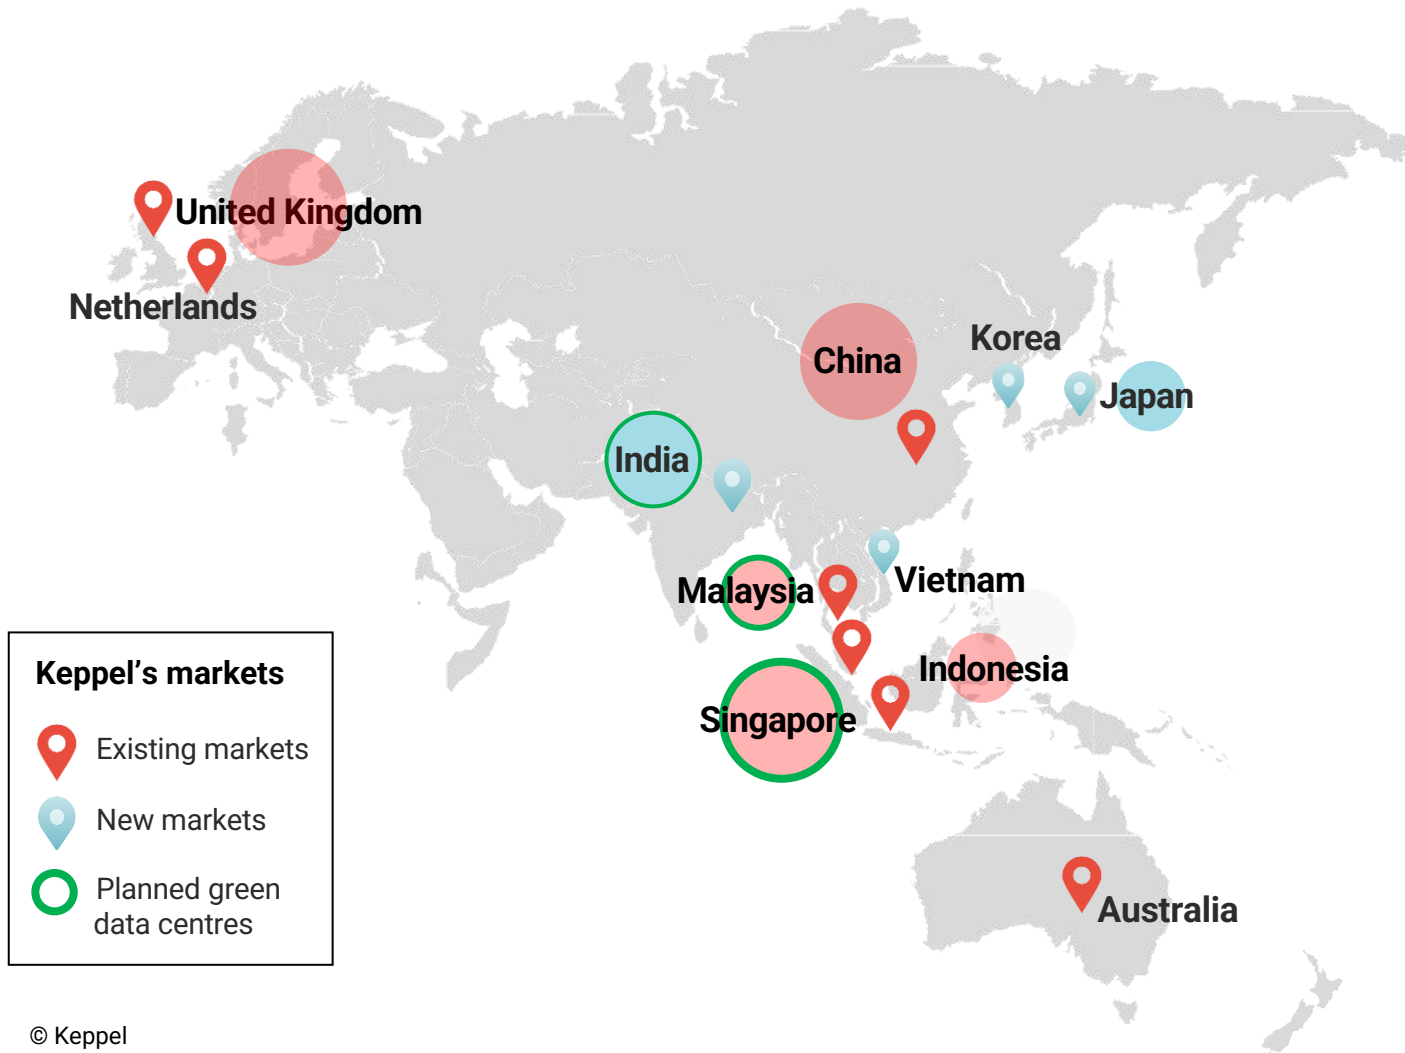 United Kingdom
Netherlands
Korea
China
Japan
India
Vietnam
Malaysia
Indonesia
Singapore
Australia
Keppel’s markets
Existing markets
New markets
Planned green
data centres
© Keppel